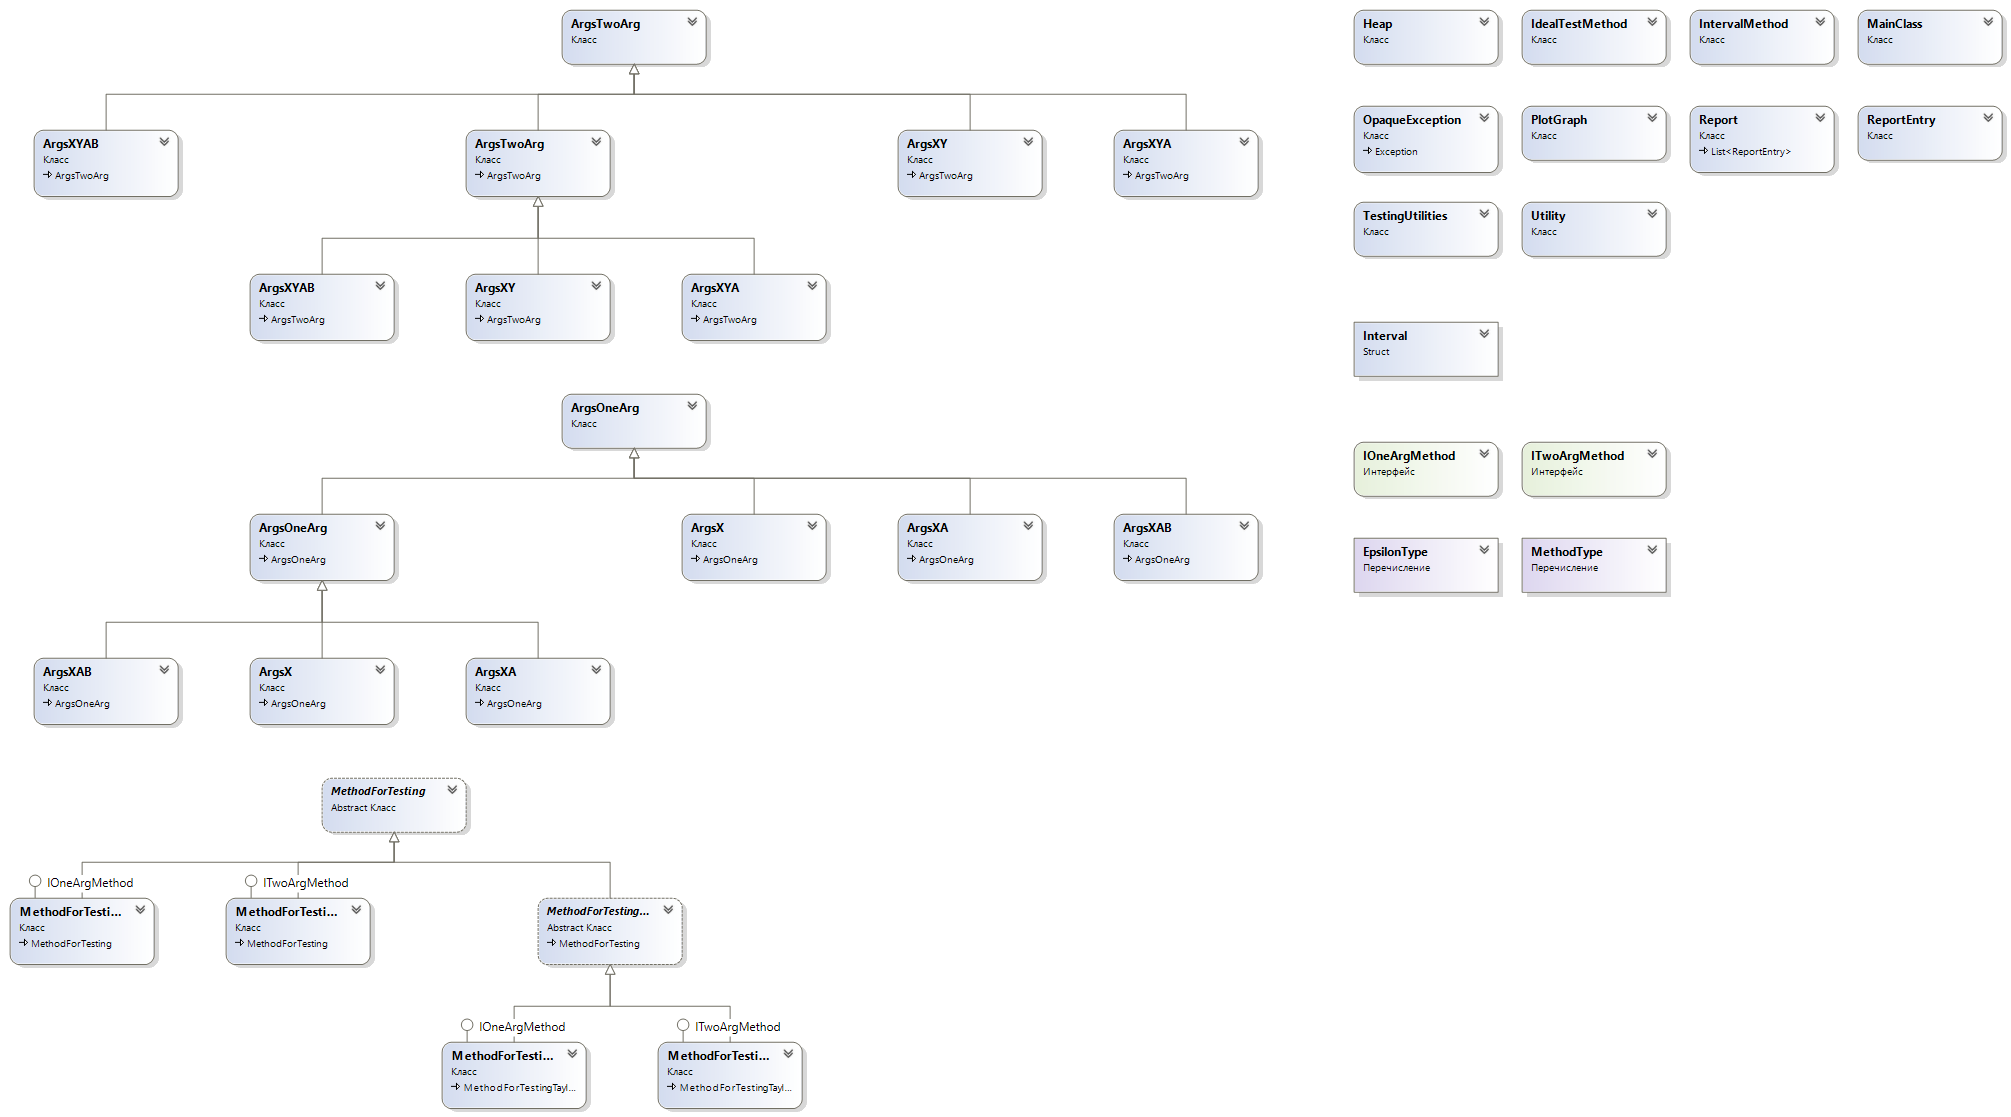 ArgsTwoArg
Класс
ArgsXYAB
Класс
ArgsTwoArg
ArgsTwoArg
Класс
ArgsTwoArg
ArgsXY
Класс
ArgsTwoArg
ArgsXYA
Класс
ArgsTwoArg
ArgsXYAB
Класс
ArgsTwoArg
ArgsXY
Класс
ArgsTwoArg
ArgsXYA
Класс
ArgsTwoArg
ArgsOneArg
Класс
ArgsOneArg
Класс
ArgsOneArg
ArgsX
Класс
ArgsOneArg
ArgsXA
Класс
ArgsOneArg
ArgsXAB
Класс
ArgsOneArg
ArgsXAB
Класс
ArgsOneArg
ArgsX
Класс
ArgsOneArg
ArgsXA
Класс
ArgsOneArg
MethodForTesting
Abstract Класс
IOneArgMethod
MethodForTesti...
Класс
MethodForTesting
ITwoArgMethod
MethodForTesti...
Класс
MethodForTesting
MethodForTesting...
Abstract Класс
MethodForTesting
IOneArgMethod
MethodForTesti...
Класс
MethodForTestingTayl...
ITwoArgMethod
MethodForTesti...
Класс
MethodForTestingTayl...
Heap
Класс
IdealTestMethod
Класс
IntervalMethod
Класс
MainClass
Класс
OpaqueException
Класс
Exception
PlotGraph
Класс
Report
Класс
List<ReportEntry>
ReportEntry
Класс
TestingUtilities
Класс
Utility
Класс
Interval
Struct
IOneArgMethod
Интерфейс
ITwoArgMethod
Интерфейс
EpsilonType
Перечисление
MethodType
Перечисление